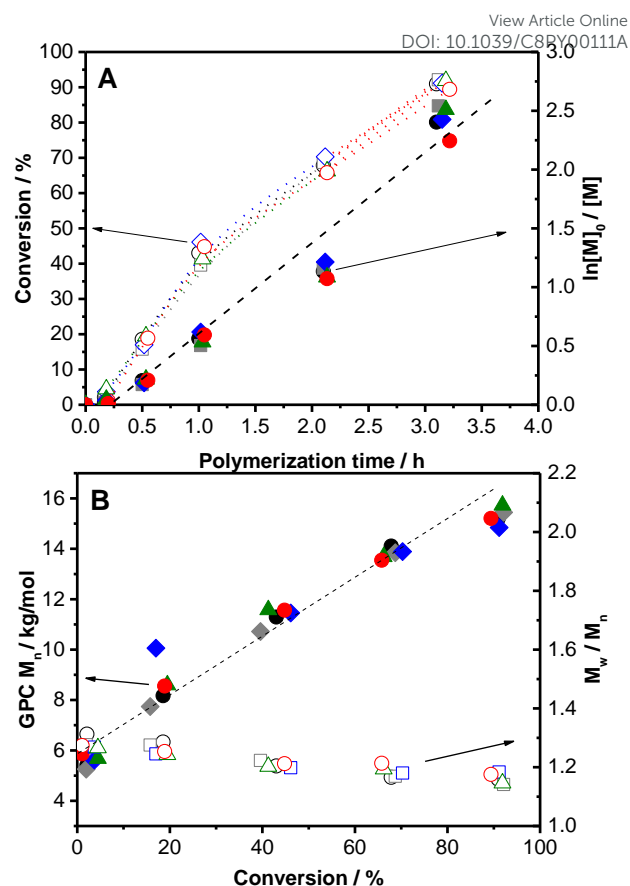 View Article Online
DOI: 10.1039/C8PY00111A
A
100
90
80
70
60
50
40
30
20
10
0
Conversion / %
3.0
2.5
2.0
1.5
1.0
0.5
0.0
ln[M]0 / [M]
0.0 0.5 1.0 1.5 2.0 2.5 3.0 3.5 4.0
Polymerization time / h
B
16
14
12
10
8
6
4
GPC Mn / kg/mol
2.2
2.0
1.8
1.6
1.4
1.2
1.0
Mw / Mn
0 20 40 60 80 100
Conversion / %